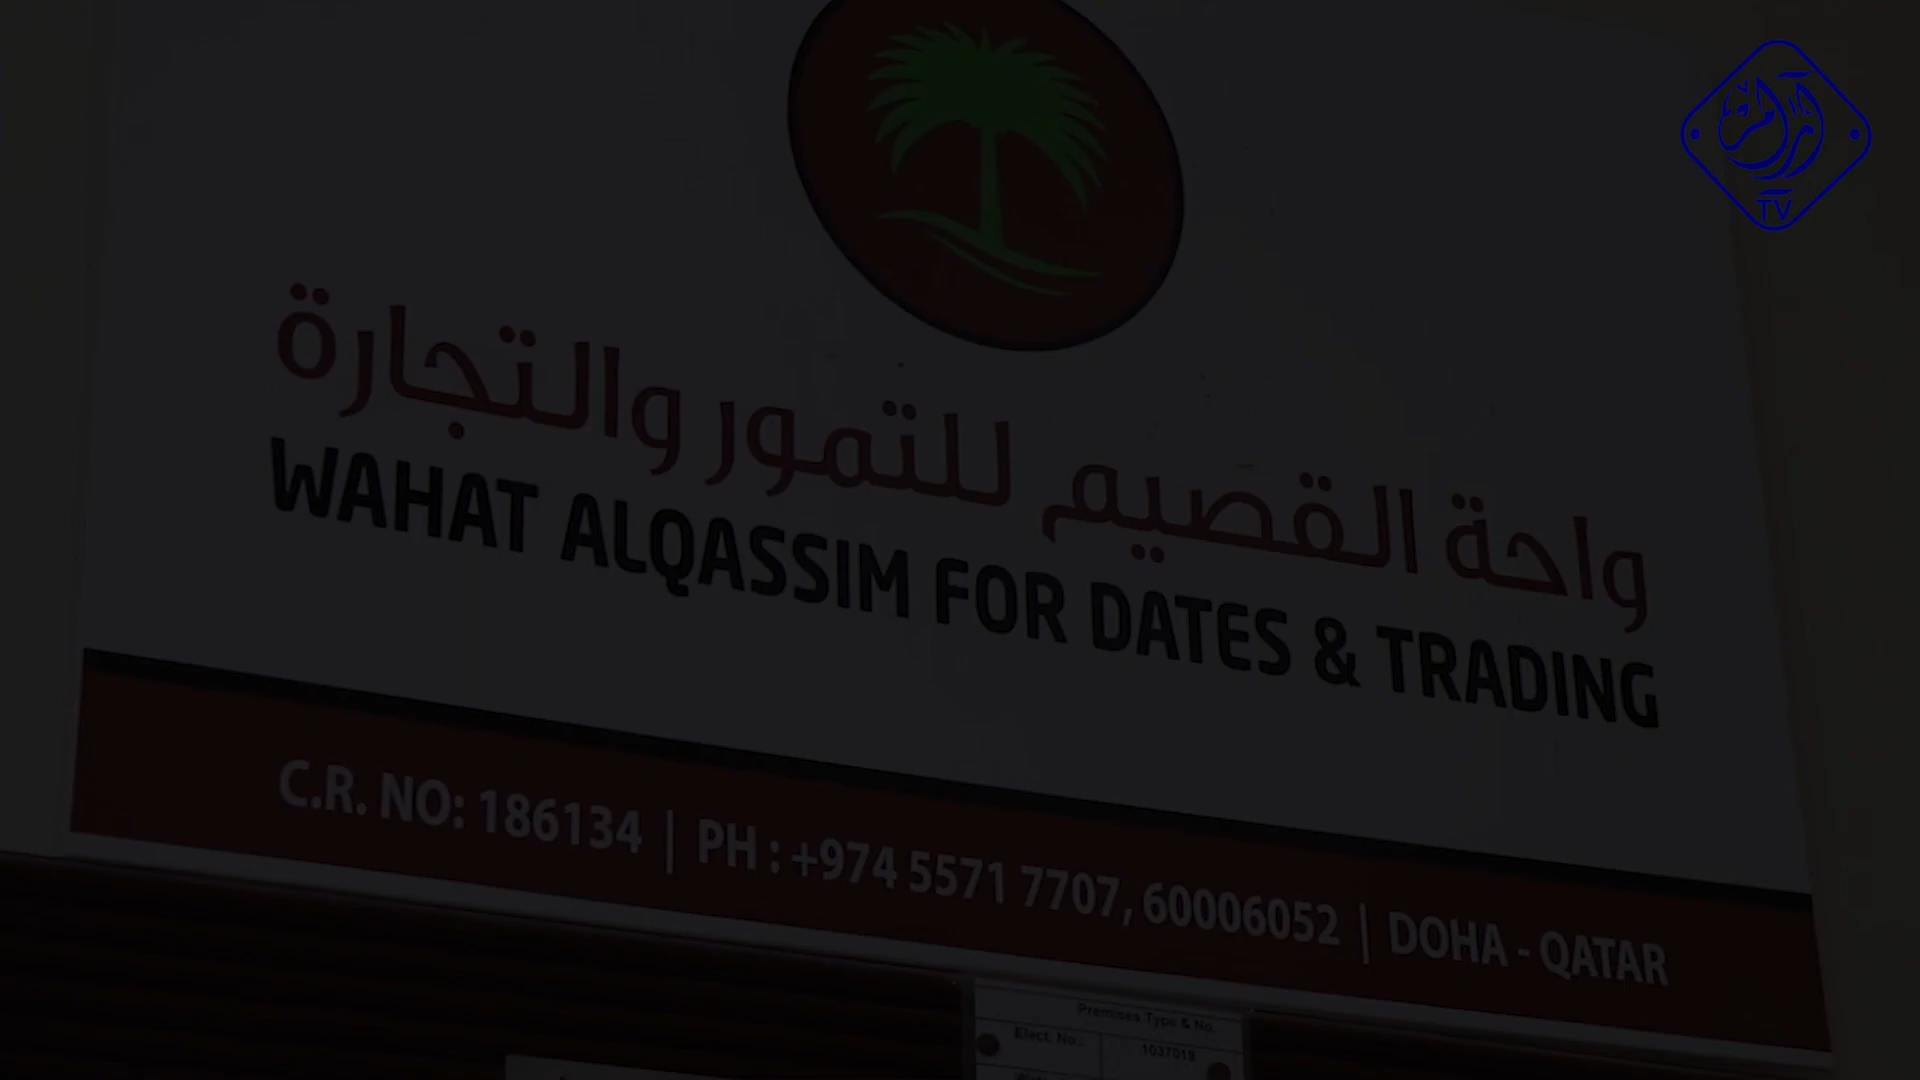 TV
واحة القصيم للتمور والتجارة
WAHAT ALQASSIM FOR DATES & TRADING
C.R. NO: 186134 | PH : +974 5571 7707, 60006052 | DOHA - QATAR
Premises Type & No.
Elect. No.: 1037019